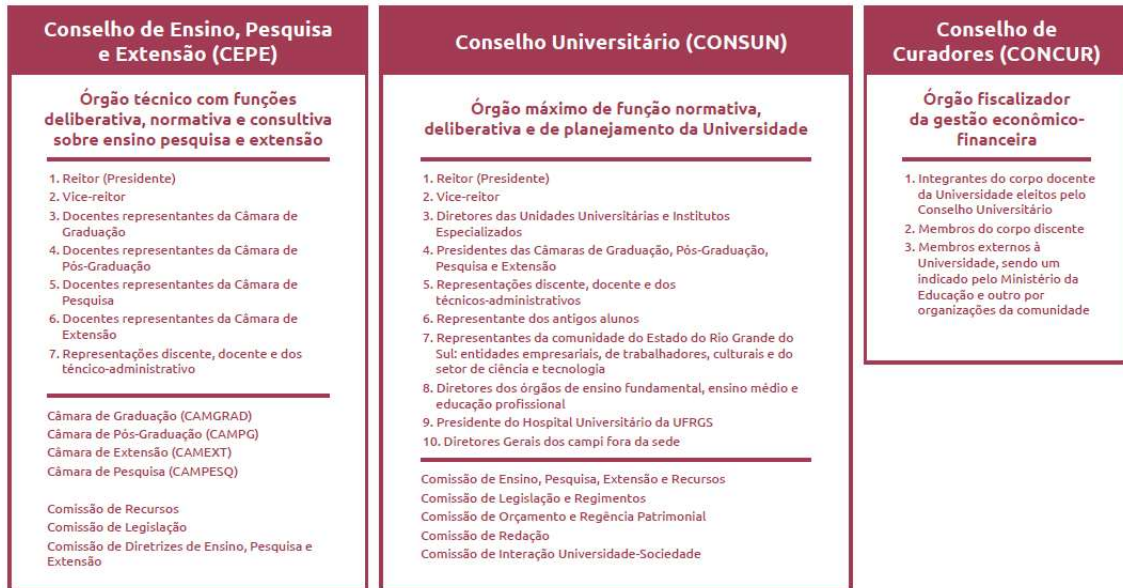 Conselho de Ensino, Pesquisa
e Extensão (CEPE)
Órgão técnico com funções
deliberativa, normativa e consultiva
sobre ensino pesquisa e extensão
1. Reitor (Presidente)
2. Vice-reitor
3. Docentes representantes da Câmara de
Graduação
4. Docentes representantes da Câmara de
Pós-Graduação
5. Docentes representantes da Câmara de
Pesquisa
6. Docentes representantes da Câmara de
Extensão
7. Representações discente, docente e dos
téncico-administrativo
Câmara de Graduação (CAMGRAD)
Câmara de Pós-Graduação (CAMPG)
Câmara de Extensão (CAMEXT)
Câmara de Pesquisa (CAMPESQ)
Comissão de Recursos
Comissão de Legislação
Comissão de Diretrizes de Ensino, Pesquisa e
Extensão
Conselho Universitário (CONSUN)
Órgão máximo de função normativa,
deliberativa e de planejamento da Universidade
1. Reitor (Presidente)
2. Vice-reitor
3. Diretores das Unidades Universitárias e Institutos
Especializados
4. Presidentes das Câmaras de Graduação, Pós-Graduação,
Pesquisa e Extensão
5. Representações discente, docente e dos
técnicos-administrativos
6. Representante dos antigos alunos
7. Representantes da comunidade do Estado do Rio Grande do
Sul: entidades empresariais, de trabalhadores, culturais e do
setor de ciência e tecnologia
8. Diretores dos órgãos de ensino fundamental, ensino médio e
educação profissional
9. Presidente do Hospital Universitário da UFRGS
10. Diretores Gerais dos campi fora da sede
Comissão de Ensino, Pesquisa, Extensão e Recursos
Comissão de Legislação e Regimentos
Comissão de Orçamento e Regência Patrimonial
Comissão de Redação
Comissão de Interação Universidade-Sociedade
Conselho de
Curadores (CONCUR)
Órgão fiscalizador
da gestão econômico-
financeira
1. Integrantes do corpo docente
da Universidade eleitos pelo
Conselho Universitário
2. Membros do corpo discente
3. Membros externos à
Universidade, sendo um
indicado pelo Ministério da
Educação e outro por
organizações da comunidade